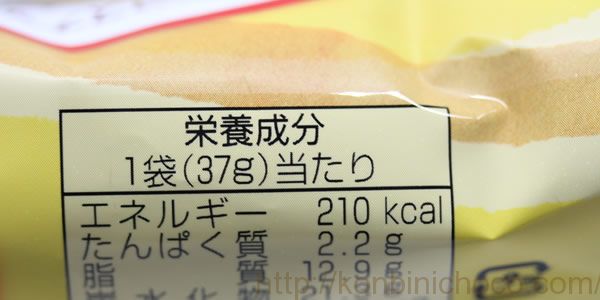 栄養成分
1袋(37g)当たり
エネルギー 210 kcal
たんぱく質 2.2 g
脂 質 12.9 g